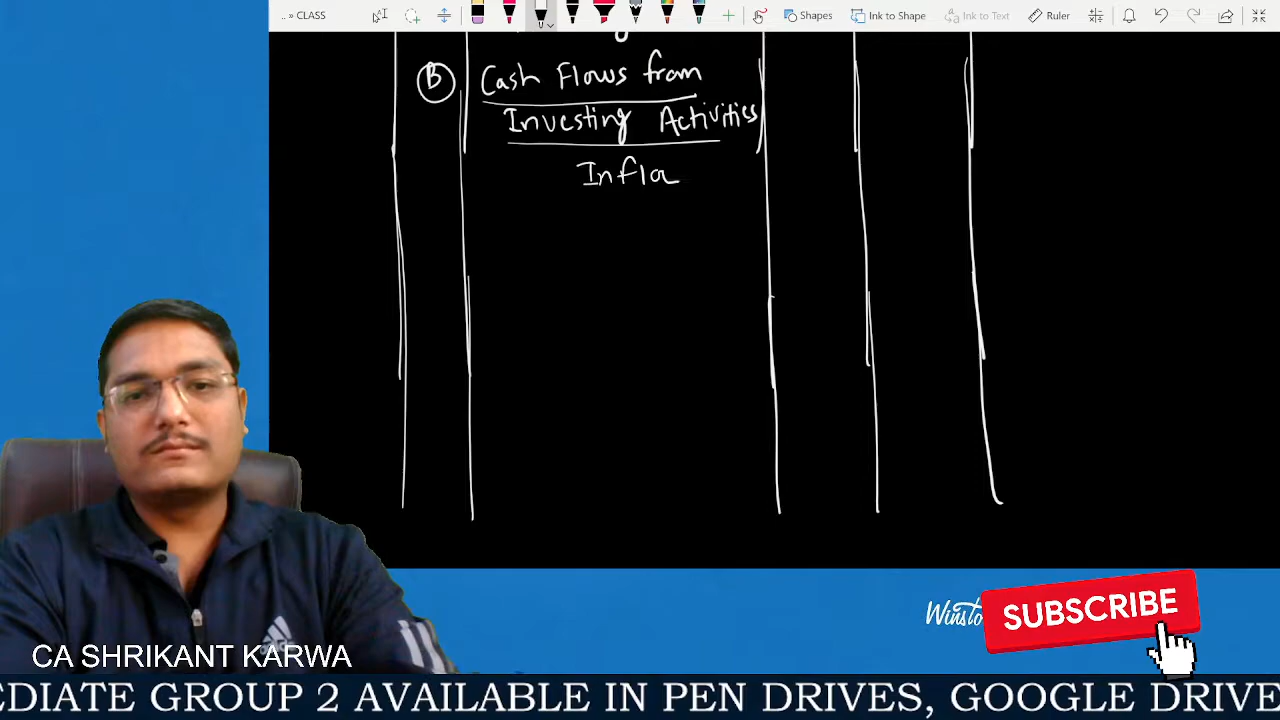 .. » CLASS
Shapes
Ink to Shape
Ink to Text
Ruler
B Cash Flows from
Investing Activities
Infla
Winsto
SUBSCRIBE
CA SHRIKANT KARWA
EDIATE GROUP 2 AVAILABLE IN PEN DRIVES, GOOGLE DRIVE